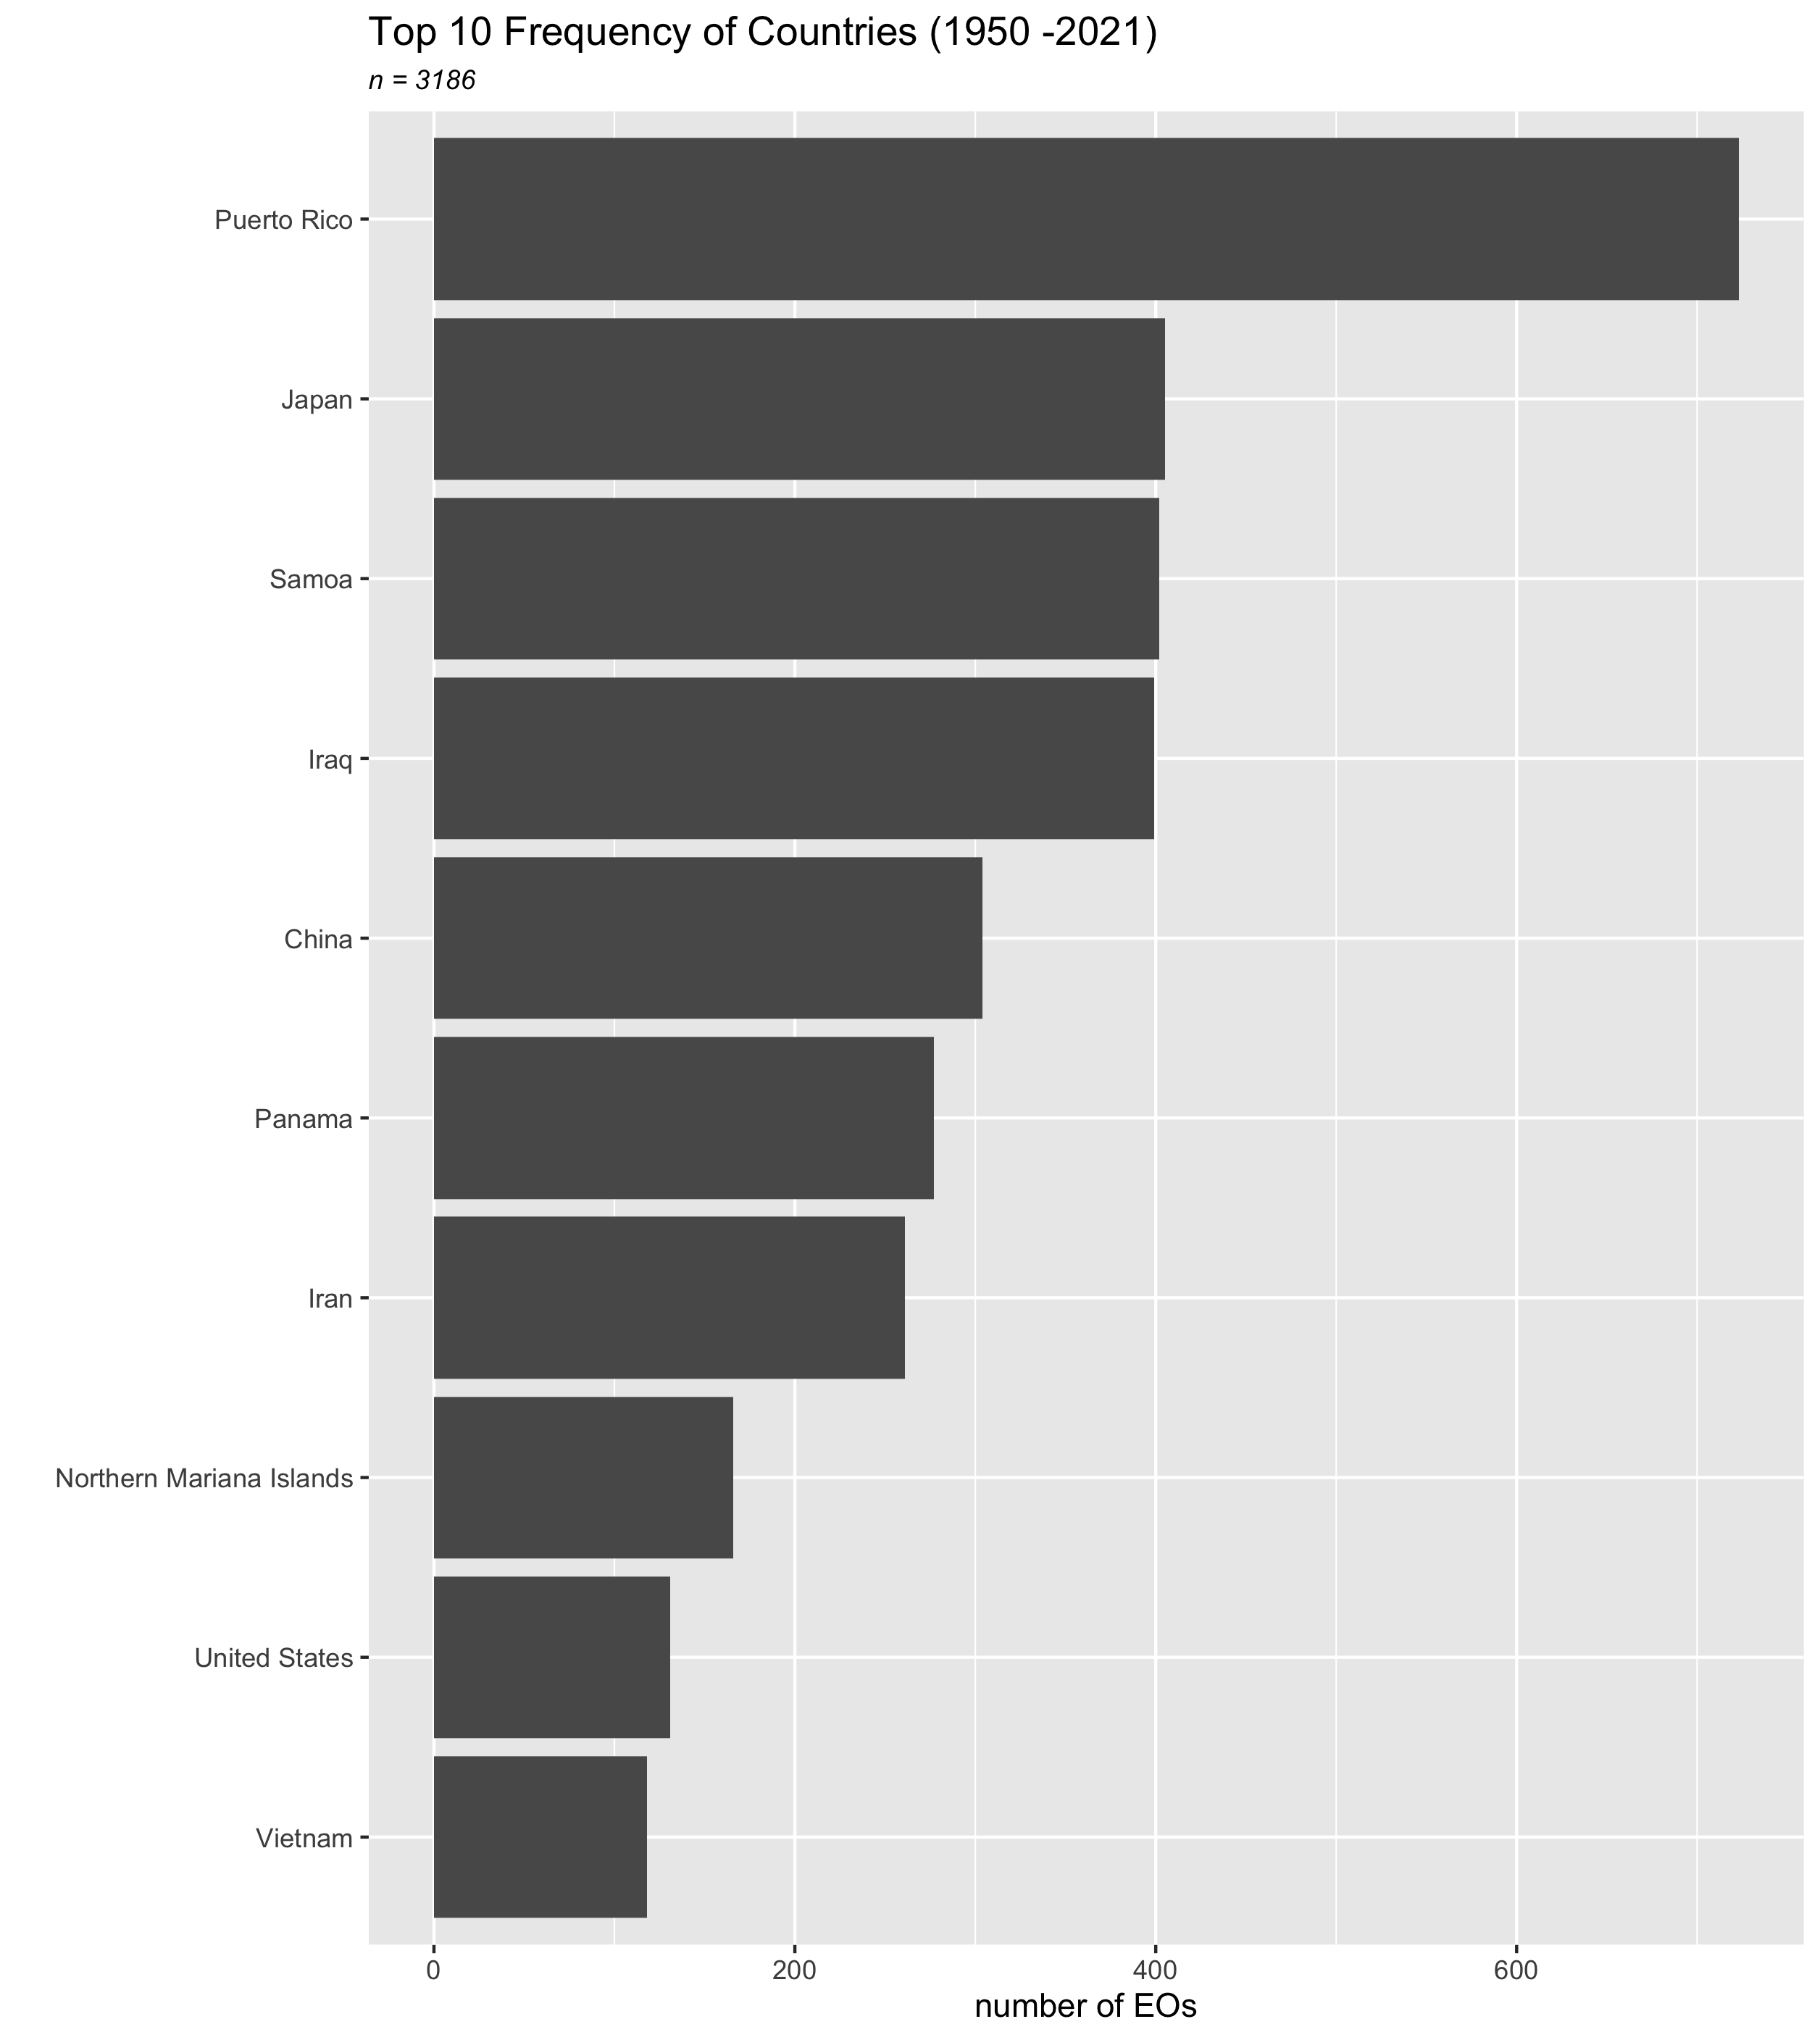 Top 10 Frequency of Countries (1950 -2021)
n = 3186
Puerto Rico
Japan
Samoa
Iraq
China
Panama
Iran
Northern Mariana Islands
United States
Vietnam
0 200 400 600
number of EOs